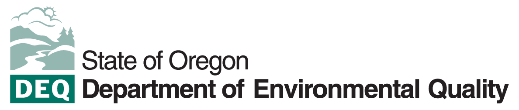 State of Oregon
DEQ Department of Environmental Quality